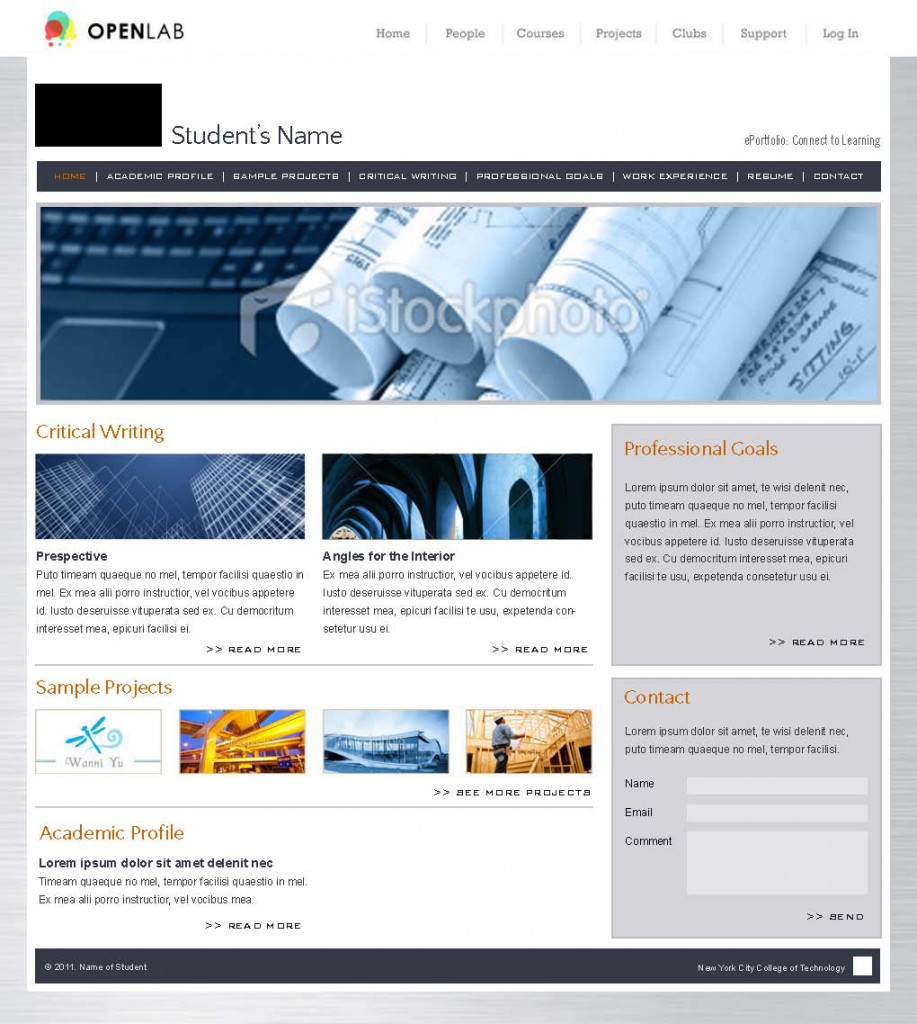 OPENLAB
Home People Courses Projects Clubs Support Log In
Student's Name
ePortfolio: Connect to Learning
HOME | ACADEMIC PROFILE | SAMPLE PROJECTS | CRITICAL WRITING | PROFESSIONAL GOALS | WORK EXPERIENCE | RESUME | CONTACT
iStockphoto
SITTING
10'-1"
Critical Writing
Prespective
Puto timeam quaeque no mel, tempor facilisi quaestio in
mel. Ex mea alii porro instructior, vel vocibus appetere
id. Iusto deseruisse vituperata sed ex. Cu democritum
interesset mea, epicuri facilisi ei.
>> READ MORE
Angles for the Interior
Ex mea alii porro instructior, vel vocibus appetere id.
Iusto deseruisse vituperata sed ex. Cu democritum
interesset mea, epicuri facilisi te usu, expetenda con-
setetur usu ei.
>> READ MORE
Professional Goals
Lorem ipsum dolor sit amet, te wisi delenit nec,
puto timeam quaeque no mel, tempor facilisi
quaestio in mel. Ex mea alii porro instructior, vel
vocibus appetere id. Iusto deseruisse vituperata
sed ex. Cu democritum interesset mea, epicuri
facilisi te usu, expetenda consetetur usu ei.
>> READ MORE
Sample Projects
Wanni Yu
>> SEE MORE PROJECTS
Academic Profile
Lorem ipsum dolor sit amet delenit nec
Timeam quaeque no mel, tempor facilisi quaestio in mel.
Ex mea alii porro instructior, vel vocibus mea.
>> READ MORE
Contact
Lorem ipsum dolor sit amet, te wisi delenit nec,
puto timeam quaeque no mel, tempor facilisi.
Name
Email
Comment
>> SEND
© 2011. Name of Student
New York City College of Technology